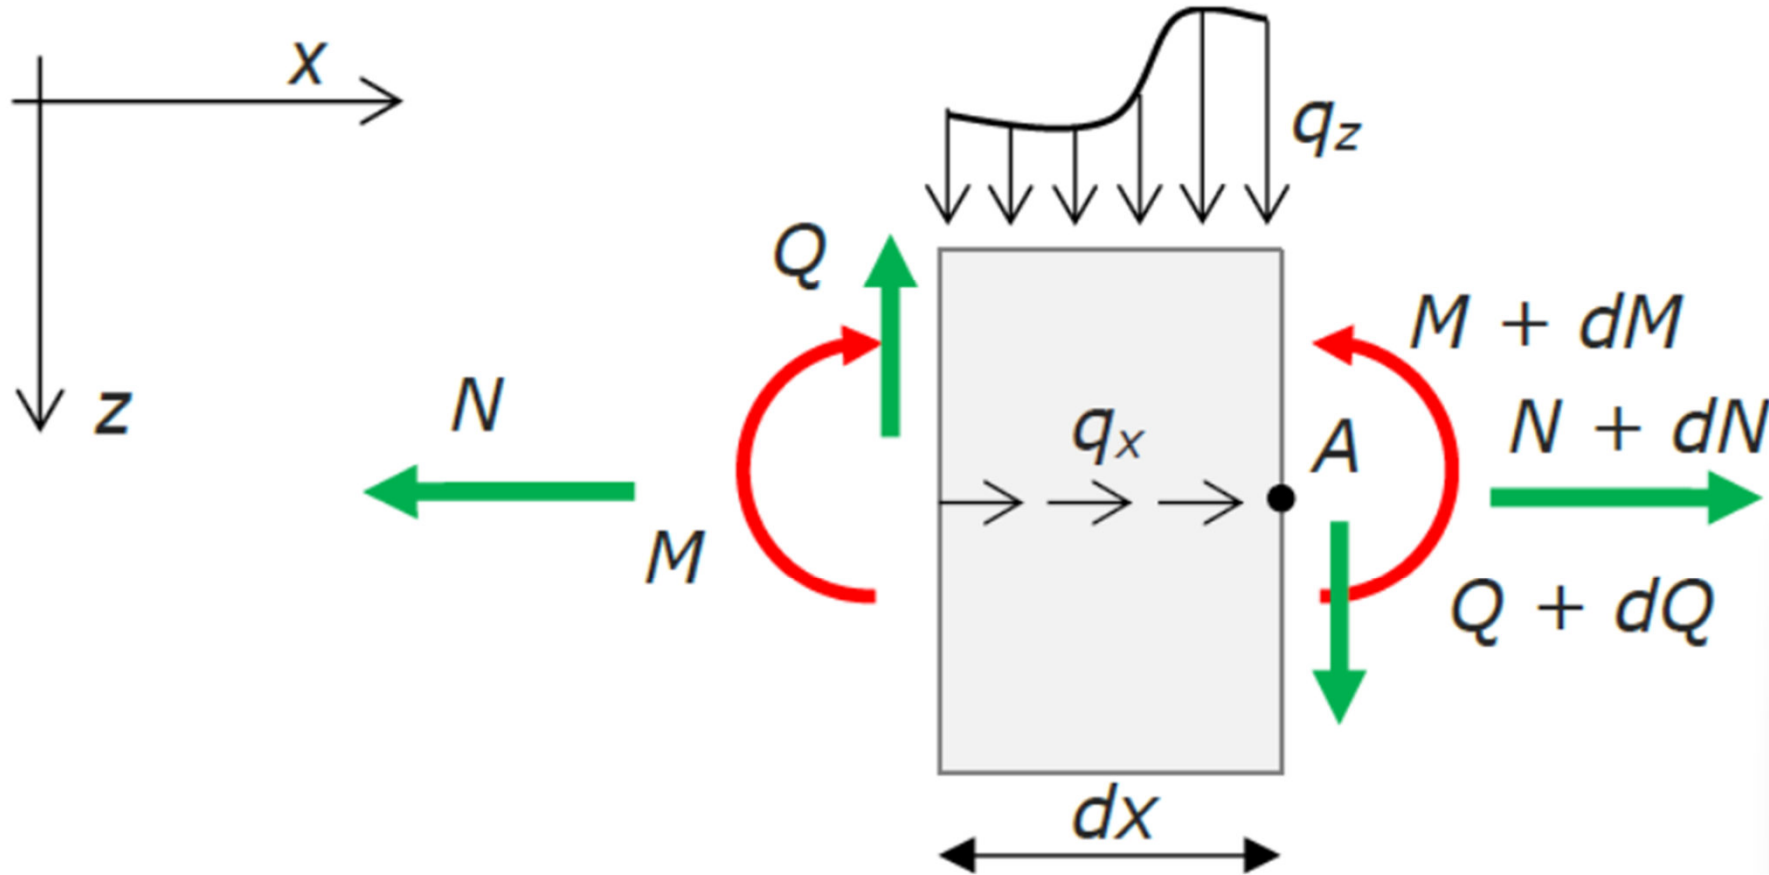 x
z
q_z
Q
M + dM
N
N + dN
q_x
A
M
Q + dQ
dx